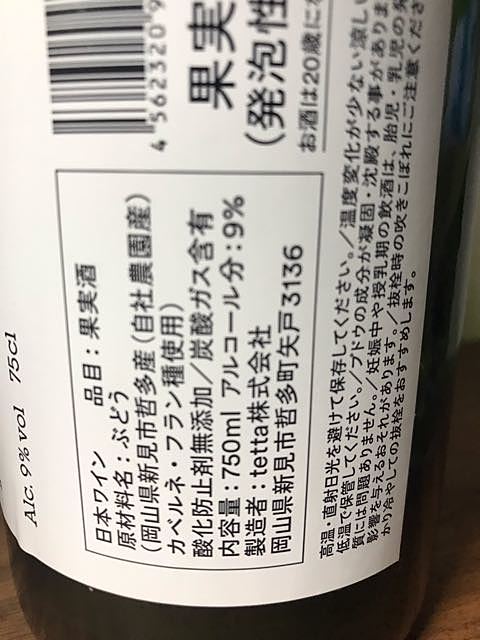 Alc. 9% vol 75cl
4 562320 9
果実
(発泡性
お酒は20歳に
日本ワイン 品目：果実酒
原材料名：ぶどう
(岡山県新見市哲多産(自社農園産)
カベルネ・フラン種使用)
酸化防止剤無添加/炭酸ガス含有
内容量：750ml アルコール分：9%
製造者：tetta株式会社
岡山県新見市哲多町矢戸3136
高温・直射日光を避けて保存してください。/温度変化が少ない涼しい
低温で保管してください。/ブドウの成分が凝固・沈殿する事がありま
質には問題ありません。/妊娠中や授乳期の飲酒は、胎児・乳児の発
影響を与えるおそれがあります。/抜栓時の吹きこぼれにご注意くださ
かり冷やしての抜栓をおすすめします。